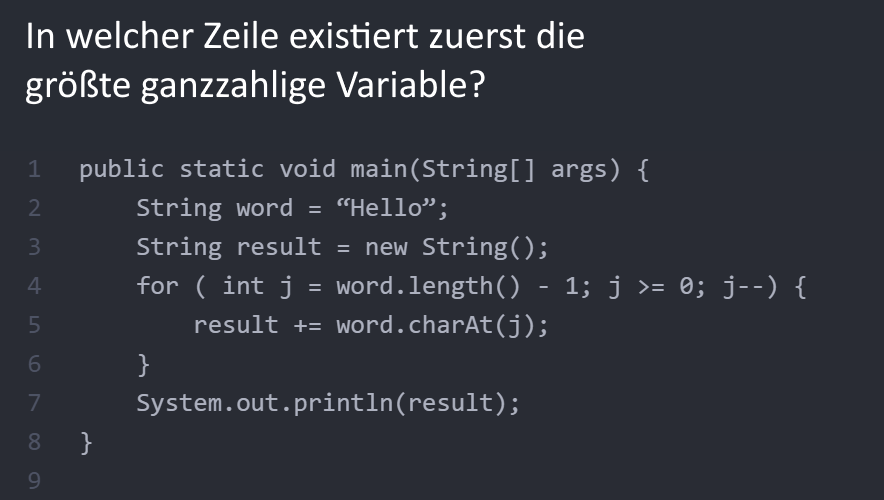 In welcher Zeile existiert zuerst die
größte ganzzahlige Variable?
1 public static void main(String[] args) {
2 String word = “Hello”;
3 String result = new String();
4 for ( int j = word.length() - 1; j >= 0; j--) {
5 result += word.charAt(j);
6 }
7 System.out.println(result);
8 }
9